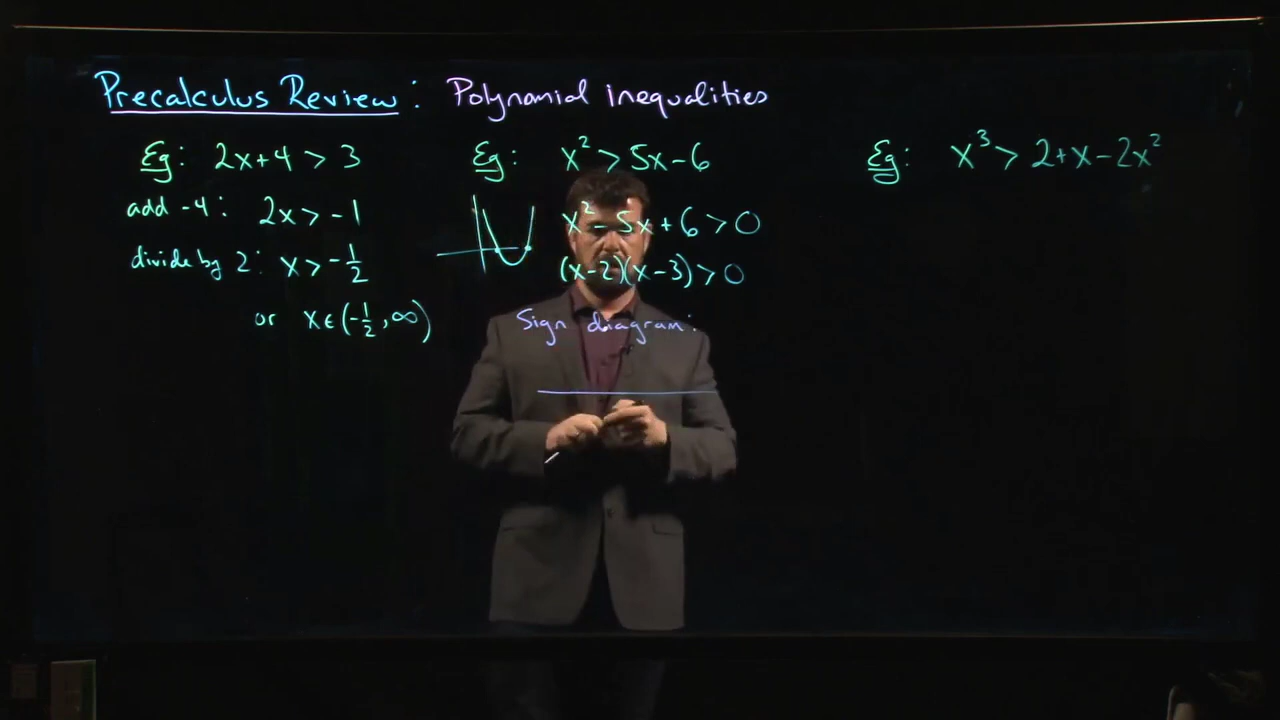 Precalculus Review: Polynomial inequalities
Eg: 2x+4 > 3
add -4: 2x > -1
divide by 2: x > -1/2
or x ∈ (-1/2, ∞)
Eg: x² > 5x-6
x² - 5x + 6 > 0
(x-2)(x-3) > 0
Sign diagram:
Eg: x³ > 2+x-2x²